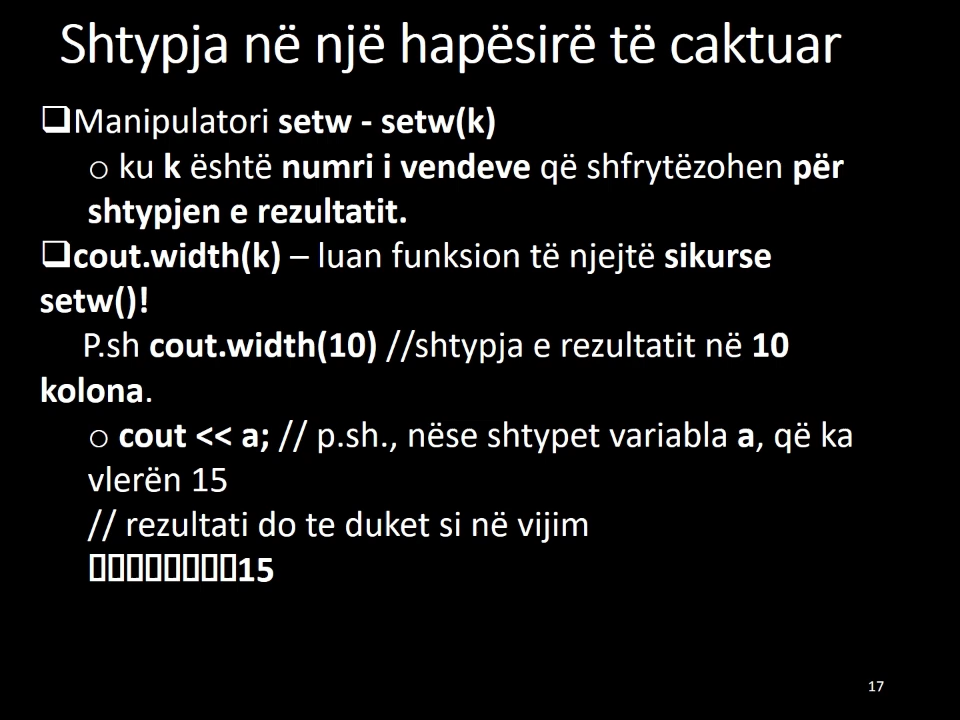 Shtypja në një hapësirë të caktuar
❑Manipulatori setw - setw(k)
o ku k është numri i vendeve që shfrytëzohen për
shtypjen e rezultatit.
❑cout.width(k) – luan funksion të njejtë sikurse
setw()!
P.sh cout.width(10) //shtypja e rezultatit në 10
kolona.
o cout << a; // p.sh., nëse shtypet variabla a, që ka
vlerën 15
// rezultati do te duket si në vijim
▯▯▯▯▯▯▯▯15
17